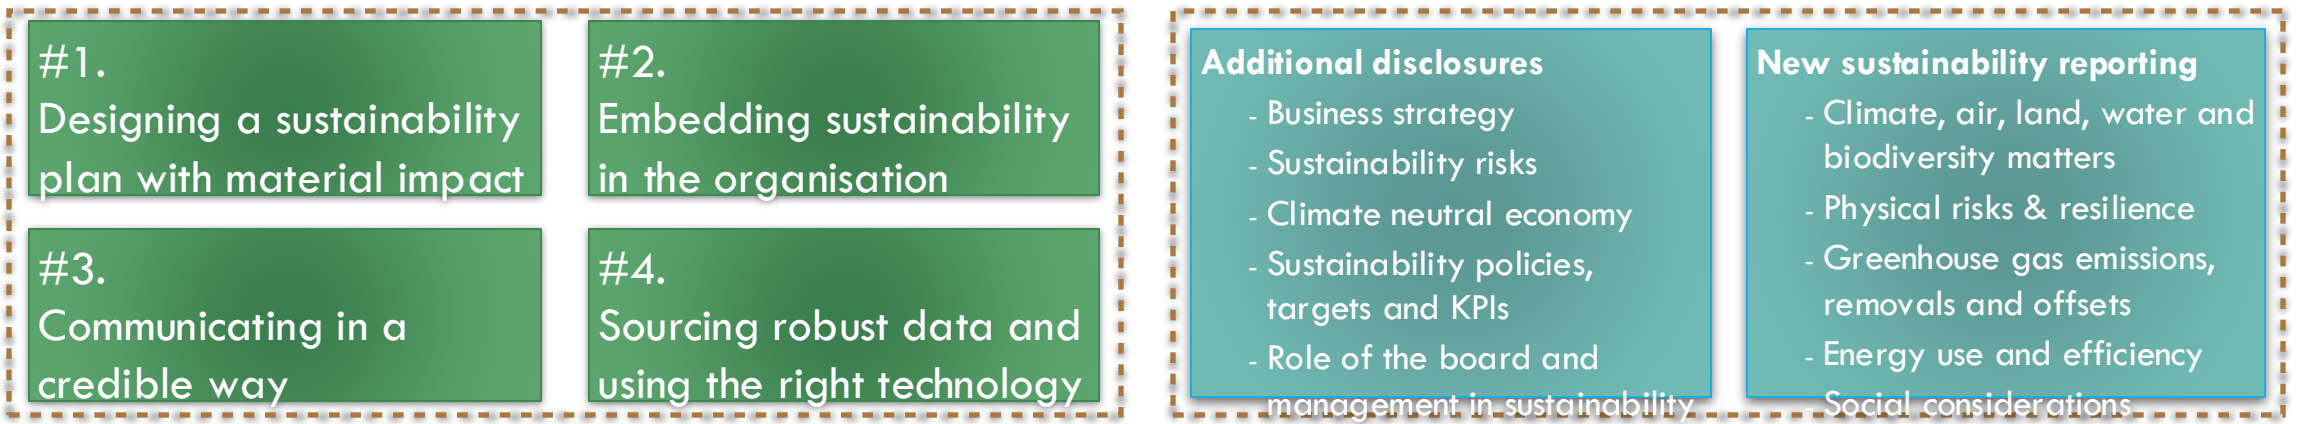 #1.
Designing a sustainability
plan with material impact
#2.
Embedding sustainability
in the organisation
#3.
Communicating in a
credible way
#4.
Sourcing robust data and
using the right technology
Additional disclosures
- Business strategy
- Sustainability risks
- Climate neutral economy
- Sustainability policies,
targets and KPIs
- Role of the board and
management in sustainability
New sustainability reporting
- Climate, air, land, water and
biodiversity matters
- Physical risks & resilience
- Greenhouse gas emissions,
removals and offsets
- Energy use and efficiency
- Social considerations